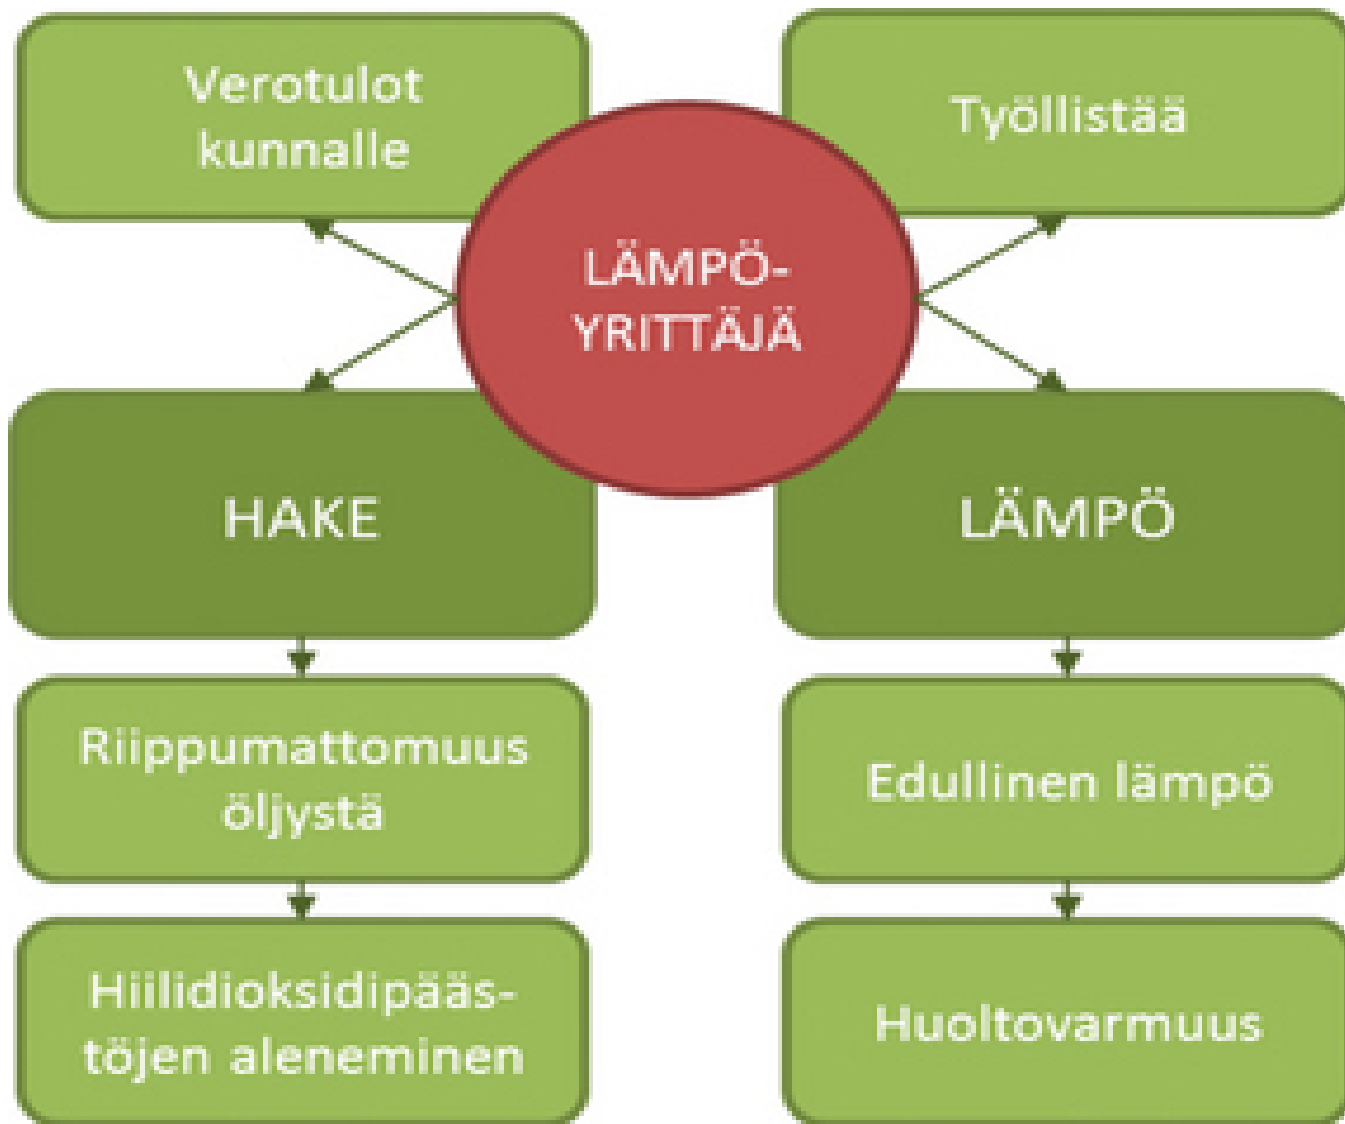 Verotulot
kunnalle
Työllistää
LÄMPÖ-
YRITTÄJÄ
HAKE
LÄMPÖ
Riippumattomuus
öljystä
Edullinen lämpö
Hiilidioksidipääs-
töjen aleneminen
Huoltovarmuus